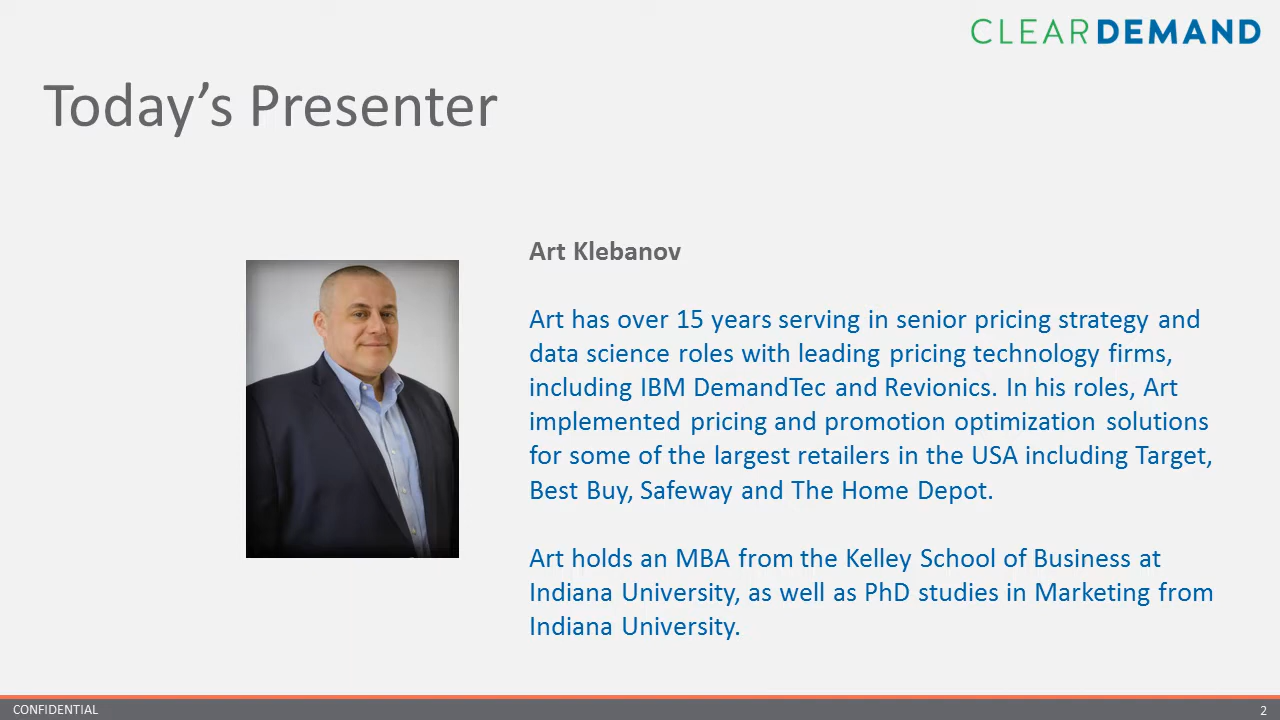 CLEARDEMAND
Today’s Presenter
Art Klebanov
Art has over 15 years serving in senior pricing strategy and
data science roles with leading pricing technology firms,
including IBM DemandTec and Revionics. In his roles, Art
implemented pricing and promotion optimization solutions
for some of the largest retailers in the USA including Target,
Best Buy, Safeway and The Home Depot.
Art holds an MBA from the Kelley School of Business at
Indiana University, as well as PhD studies in Marketing from
Indiana University.
CONFIDENTIAL
2